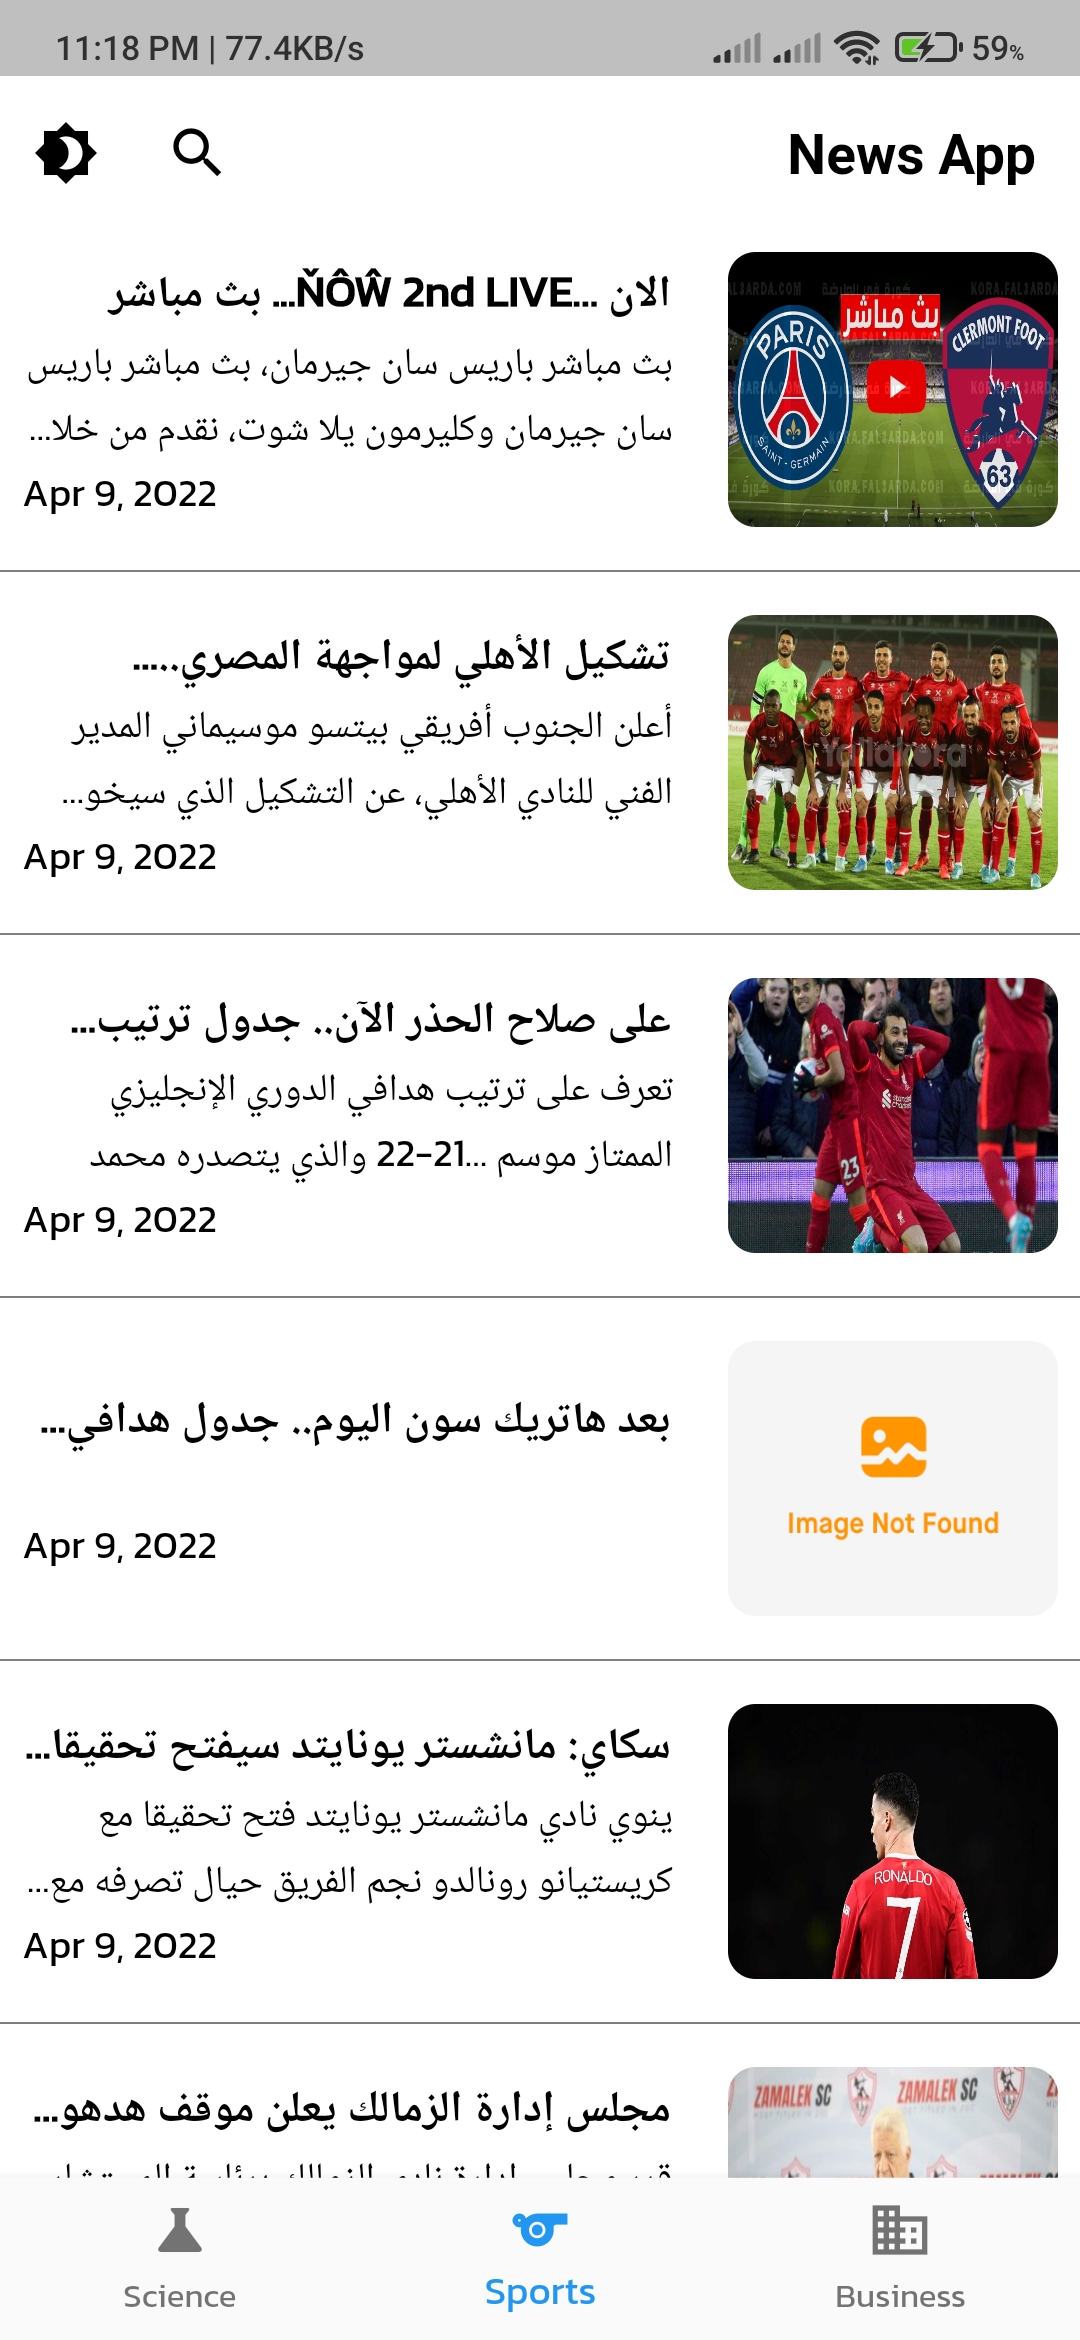 11:18 PM | 77.4KB/s
59%
News App
الان ...ŇÔŴ 2nd LIVE... بث مباشر
بث مباشر باريس سان جيرمان، بث مباشر باريس
سان جيرمان وكليرمون يلا شوت، نقدم من خلا...
Apr 9, 2022
بث مباشر
PARIS
SAINT-GERMAIN
CLERMONT FOOT
63
KORA.FAL3ARDA.COM
تشكيل الأهلي لمواجهة المصري.....
أعلن الجنوب أفريقي بيتسو موسيماني المدير
الفني للنادي الأهلي، عن التشكيل الذي سيخو...
Apr 9, 2022
على صلاح الحذر الآن.. جدول ترتيب...
تعرف على ترتيب هدافي الدوري الإنجليزي
الممتاز موسم ...21-22 والذي يتصدره محمد
Apr 9, 2022
23
بعد هاتريك سون اليوم.. جدول هدافي...
Apr 9, 2022
Image Not Found
سكاي: مانشستر يونايتد سيفتح تحقيقا...
ينوي نادي مانشستر يونايتد فتح تحقيقا مع
كريستيانو رونالدو نجم الفريق حيال تصرفه مع...
Apr 9, 2022
RONALDO
7
مجلس إدارة الزمالك يعلن موقف هدهو...
ZAMALEK SC
ZAMALEK SC
Science
Sports
Business